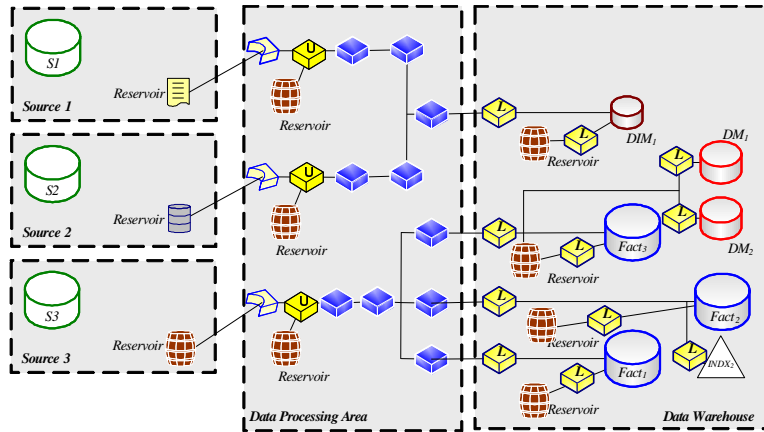 S1
Reservoir
Source 1
U
Reservoir
S2
Reservoir
Source 2
U
Reservoir
S3
Reservoir
Source 3
U
Reservoir
Data Processing Area
L
L
Reservoir
DIM1
L
DM1
L
DM2
L
L
Reservoir
Fact3
L
L
Reservoir
Fact2
L
INDX2
L
L
Reservoir
Fact1
Data Warehouse